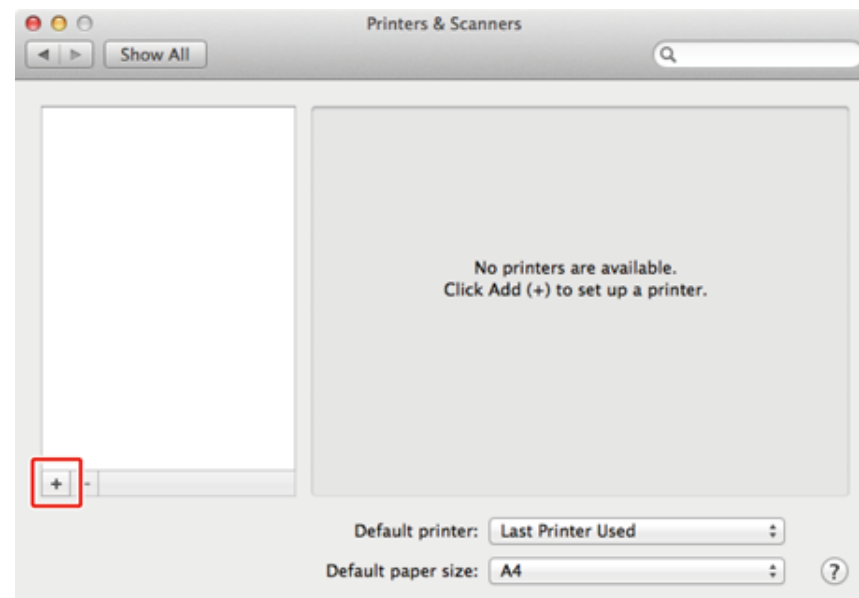 Printers & Scanners
Show All
No printers are available.
Click Add (+) to set up a printer.
+ -
Default printer: Last Printer Used
Default paper size: A4 ?